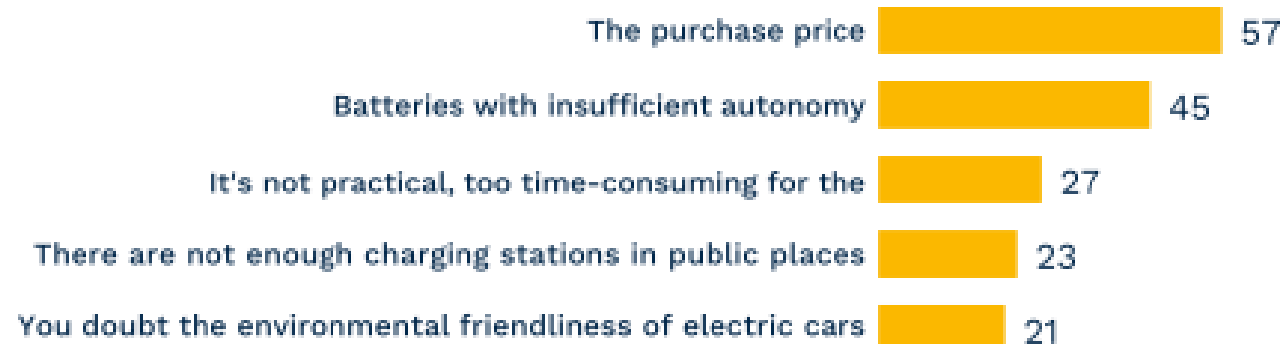 The purchase price 57
Batteries with insufficient autonomy 45
It's not practical, too time-consuming for the 27
There are not enough charging stations in public places 23
You doubt the environmental friendliness of electric cars 21